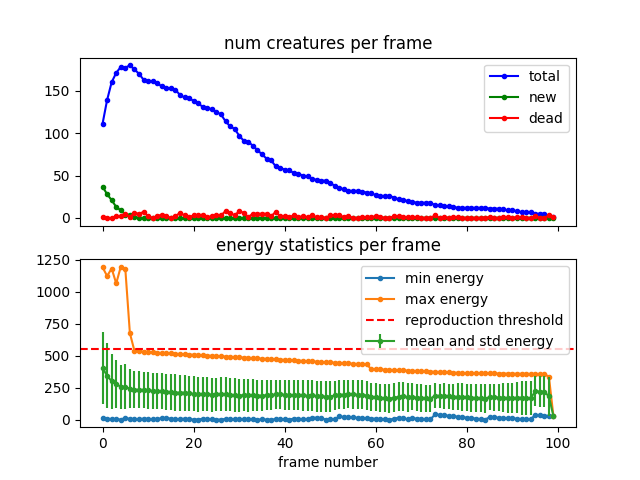 num creatures per frame
150
100
50
0
total
new
dead
energy statistics per frame
1250
1000
750
500
250
0
min energy
max energy
reproduction threshold
mean and std energy
0
20
40
60
80
100
frame number